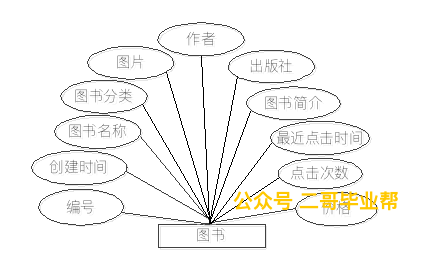 作者
图片
出版社
图书分类
图书简介
图书名称
最近点击时间
创建时间
点击次数
公众号 二哥毕业帮
编号
价格
图书